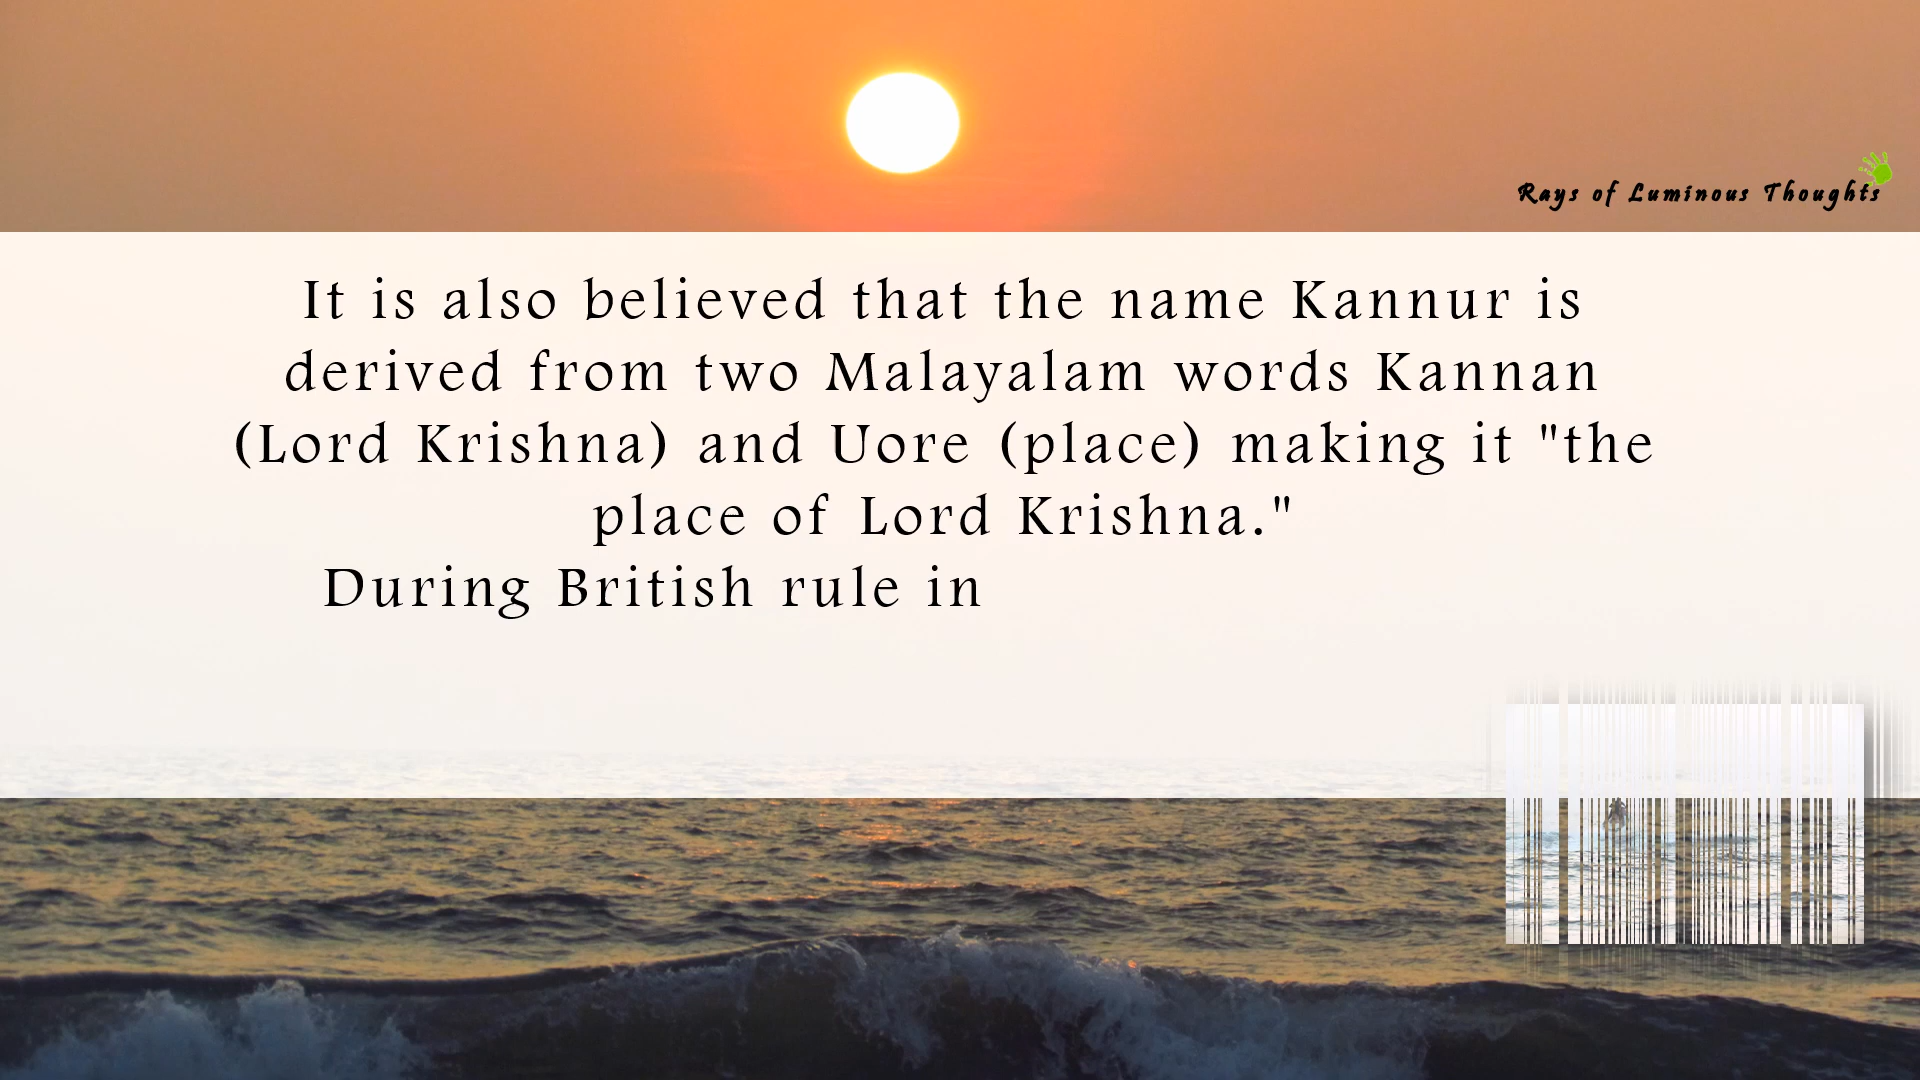 Rays of Luminous Thoughts
It is also believed that the name Kannur is
derived from two Malayalam words Kannan
(Lord Krishna) and Uore (place) making it "the
place of Lord Krishna."
During British rule in